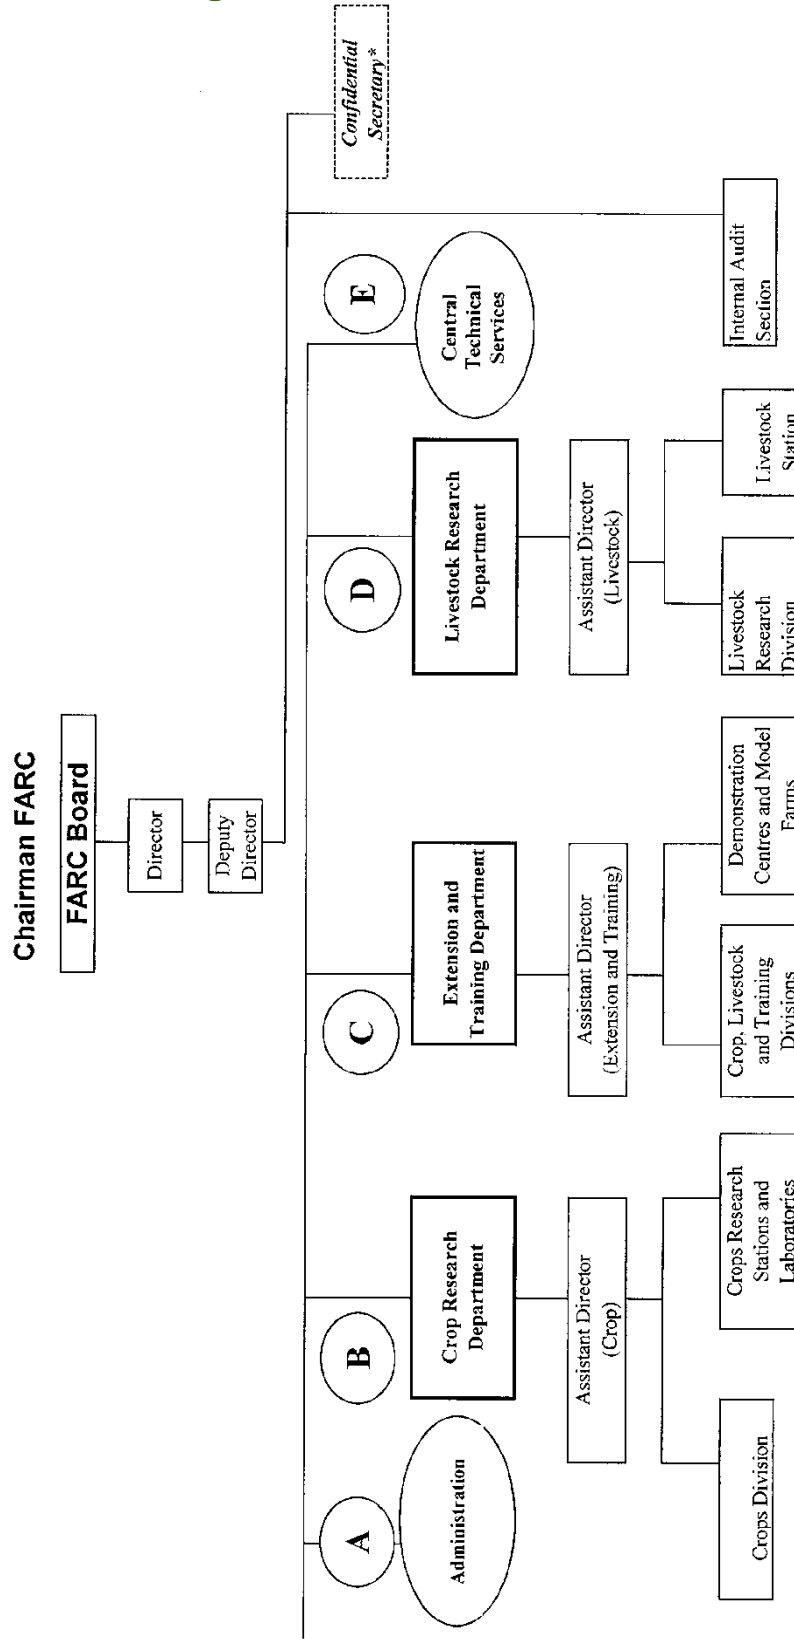 Chairman FARC
FARC Board
Director
Deputy
Director
Confidential
Secretary*
A
Administration
B
Crop Research
Department
Assistant Director
(Crop)
Crops Division
Crops Research
Stations and
Laboratories
C
Extension and
Training Department
Assistant Director
(Extension and Training)
Crop, Livestock
and Training
Divisions
Demonstration
Centres and Model
Farms
D
Livestock Research
Department
Assistant Director
(Livestock)
Livestock
Research
Division
Livestock
Station
E
Central
Technical
Services
Internal Audit
Section